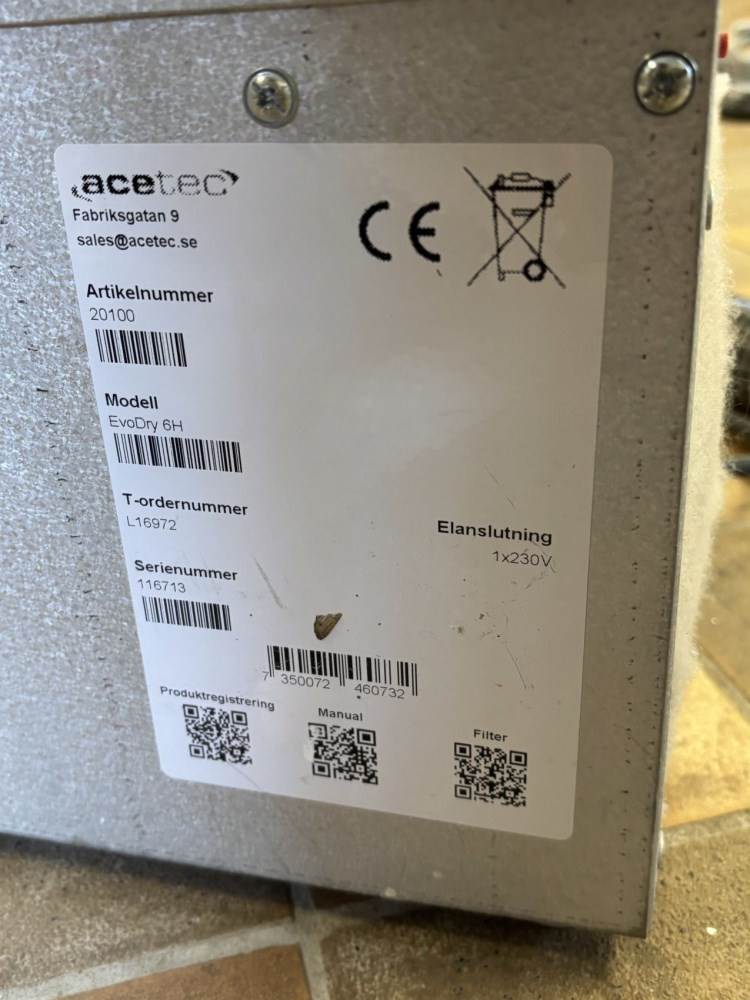 acetec
Fabriksgatan 9
sales@acetec.se
CE
Artikelnummer
20100
Modell
EvoDry 6H
T-ordernummer
L16972
Elanslutning
1x230V
Serienummer
116713
7 350072 460732
Produktregistrering
Manual
Filter